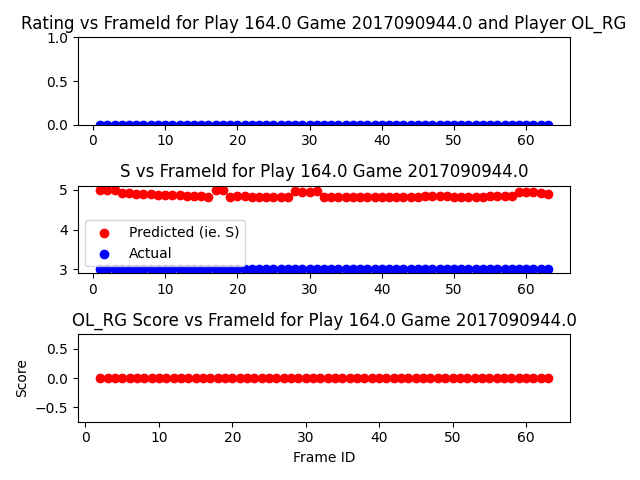 Rating vs FrameId for Play 164.0 Game 2017090944.0 and Player OL_RG
1.0
0.5
0.0
0 10 20 30 40 50 60
S vs FrameId for Play 164.0 Game 2017090944.0
5
4
3
Predicted (ie. S)
Actual
0 10 20 30 40 50 60
OL_RG Score vs FrameId for Play 164.0 Game 2017090944.0
Score
0.5
0.0
−0.5
0 10 20 30 40 50 60
Frame ID